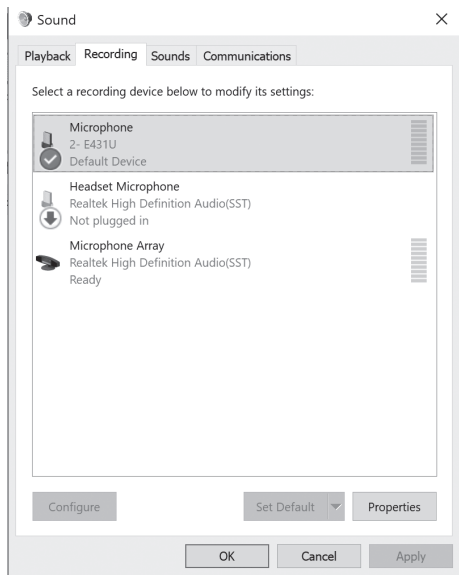 Sound
Playback Recording Sounds Communications
Select a recording device below to modify its settings:
Microphone
2- E431U
Default Device
Headset Microphone
Realtek High Definition Audio(SST)
Not plugged in
Microphone Array
Realtek High Definition Audio(SST)
Ready
Configure Set Default Properties
OK Cancel Apply